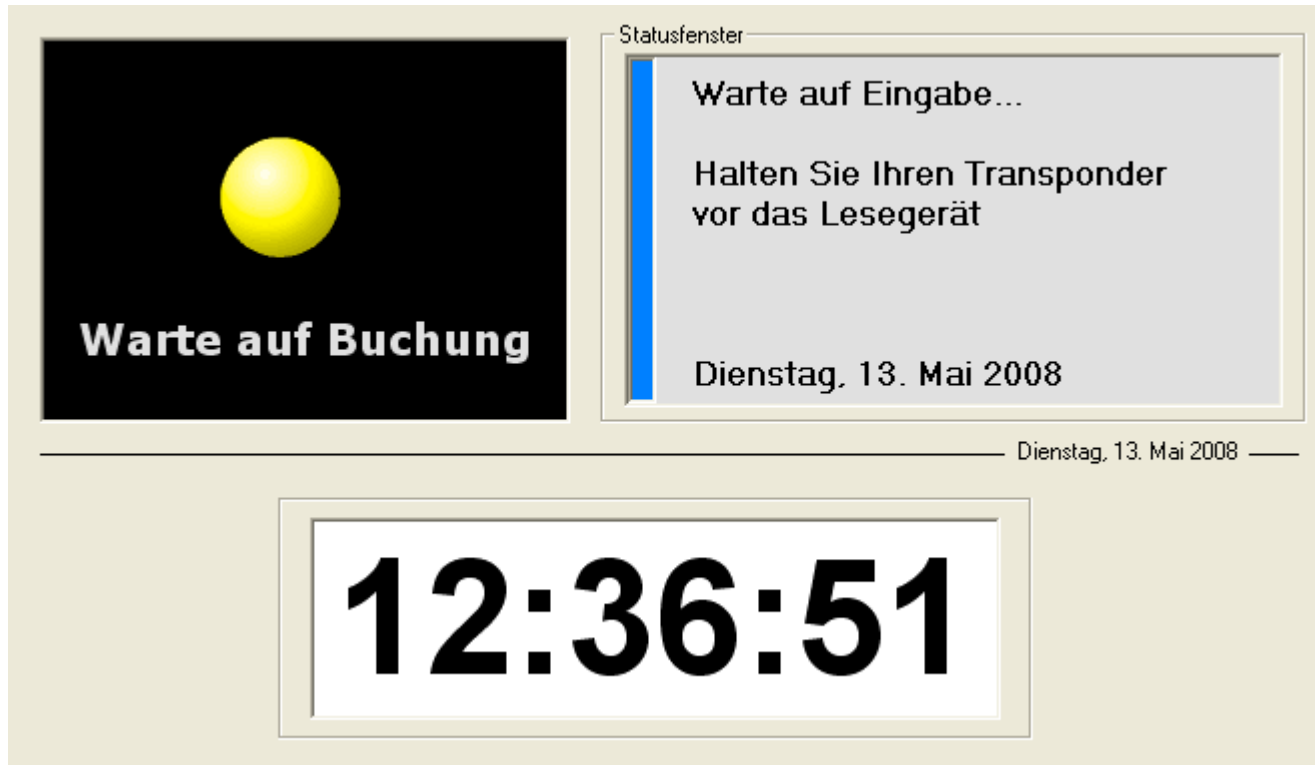 Warte auf Buchung
Statusfenster
Warte auf Eingabe...
Halten Sie Ihren Transponder
vor das Lesegerät
Dienstag, 13. Mai 2008
Dienstag, 13. Mai 2008
12:36:51